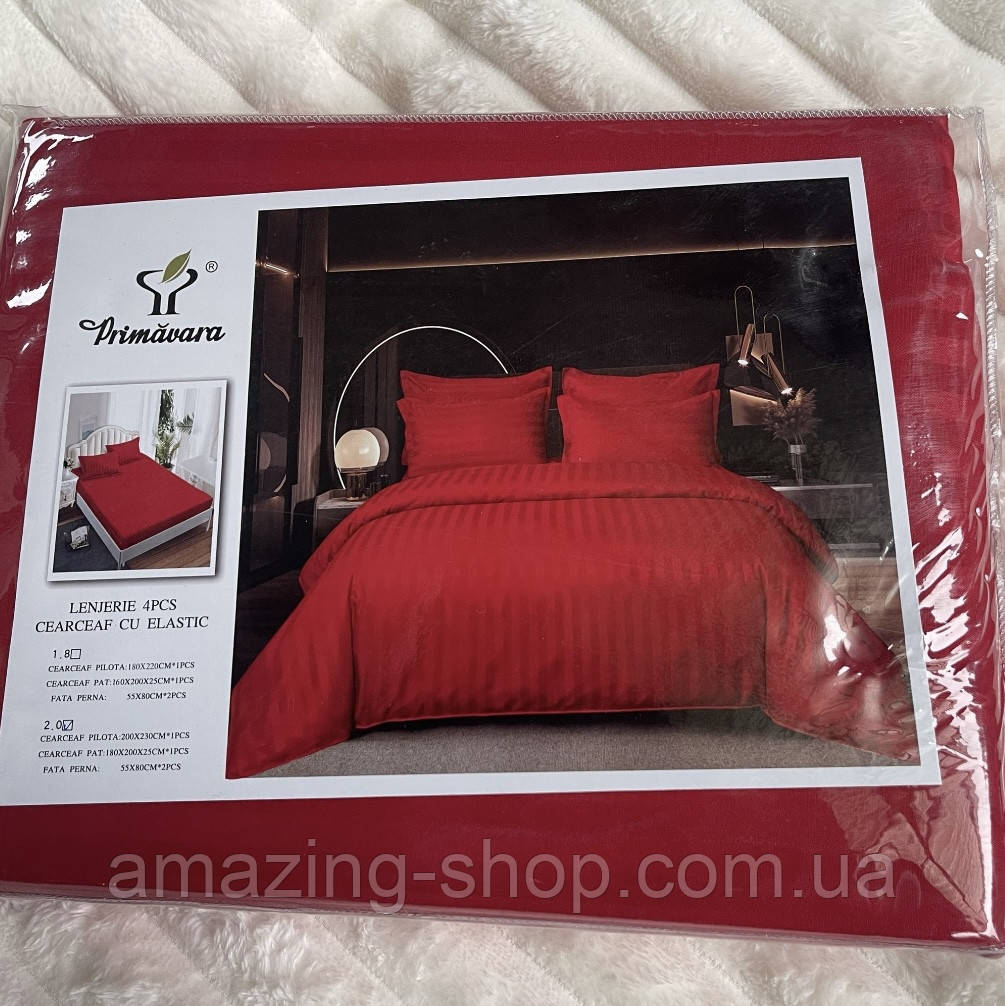 ®
Primăvara
LENJERIE 4PCS
CEARCEAF CU ELASTIC
1.8☐
CEARCEAF PILOTA:180X220CM*1PCS
CEARCEAF PAT:160X200X25CM*1PCS
FATA PERNA: 55X80CM*2PCS
2.0☑
CEARCEAF PILOTA:200X230CM*1PCS
CEARCEAF PAT:180X200X25CM*1PCS
FATA PERNA: 55X80CM*2PCS
amazing-shop.com.ua